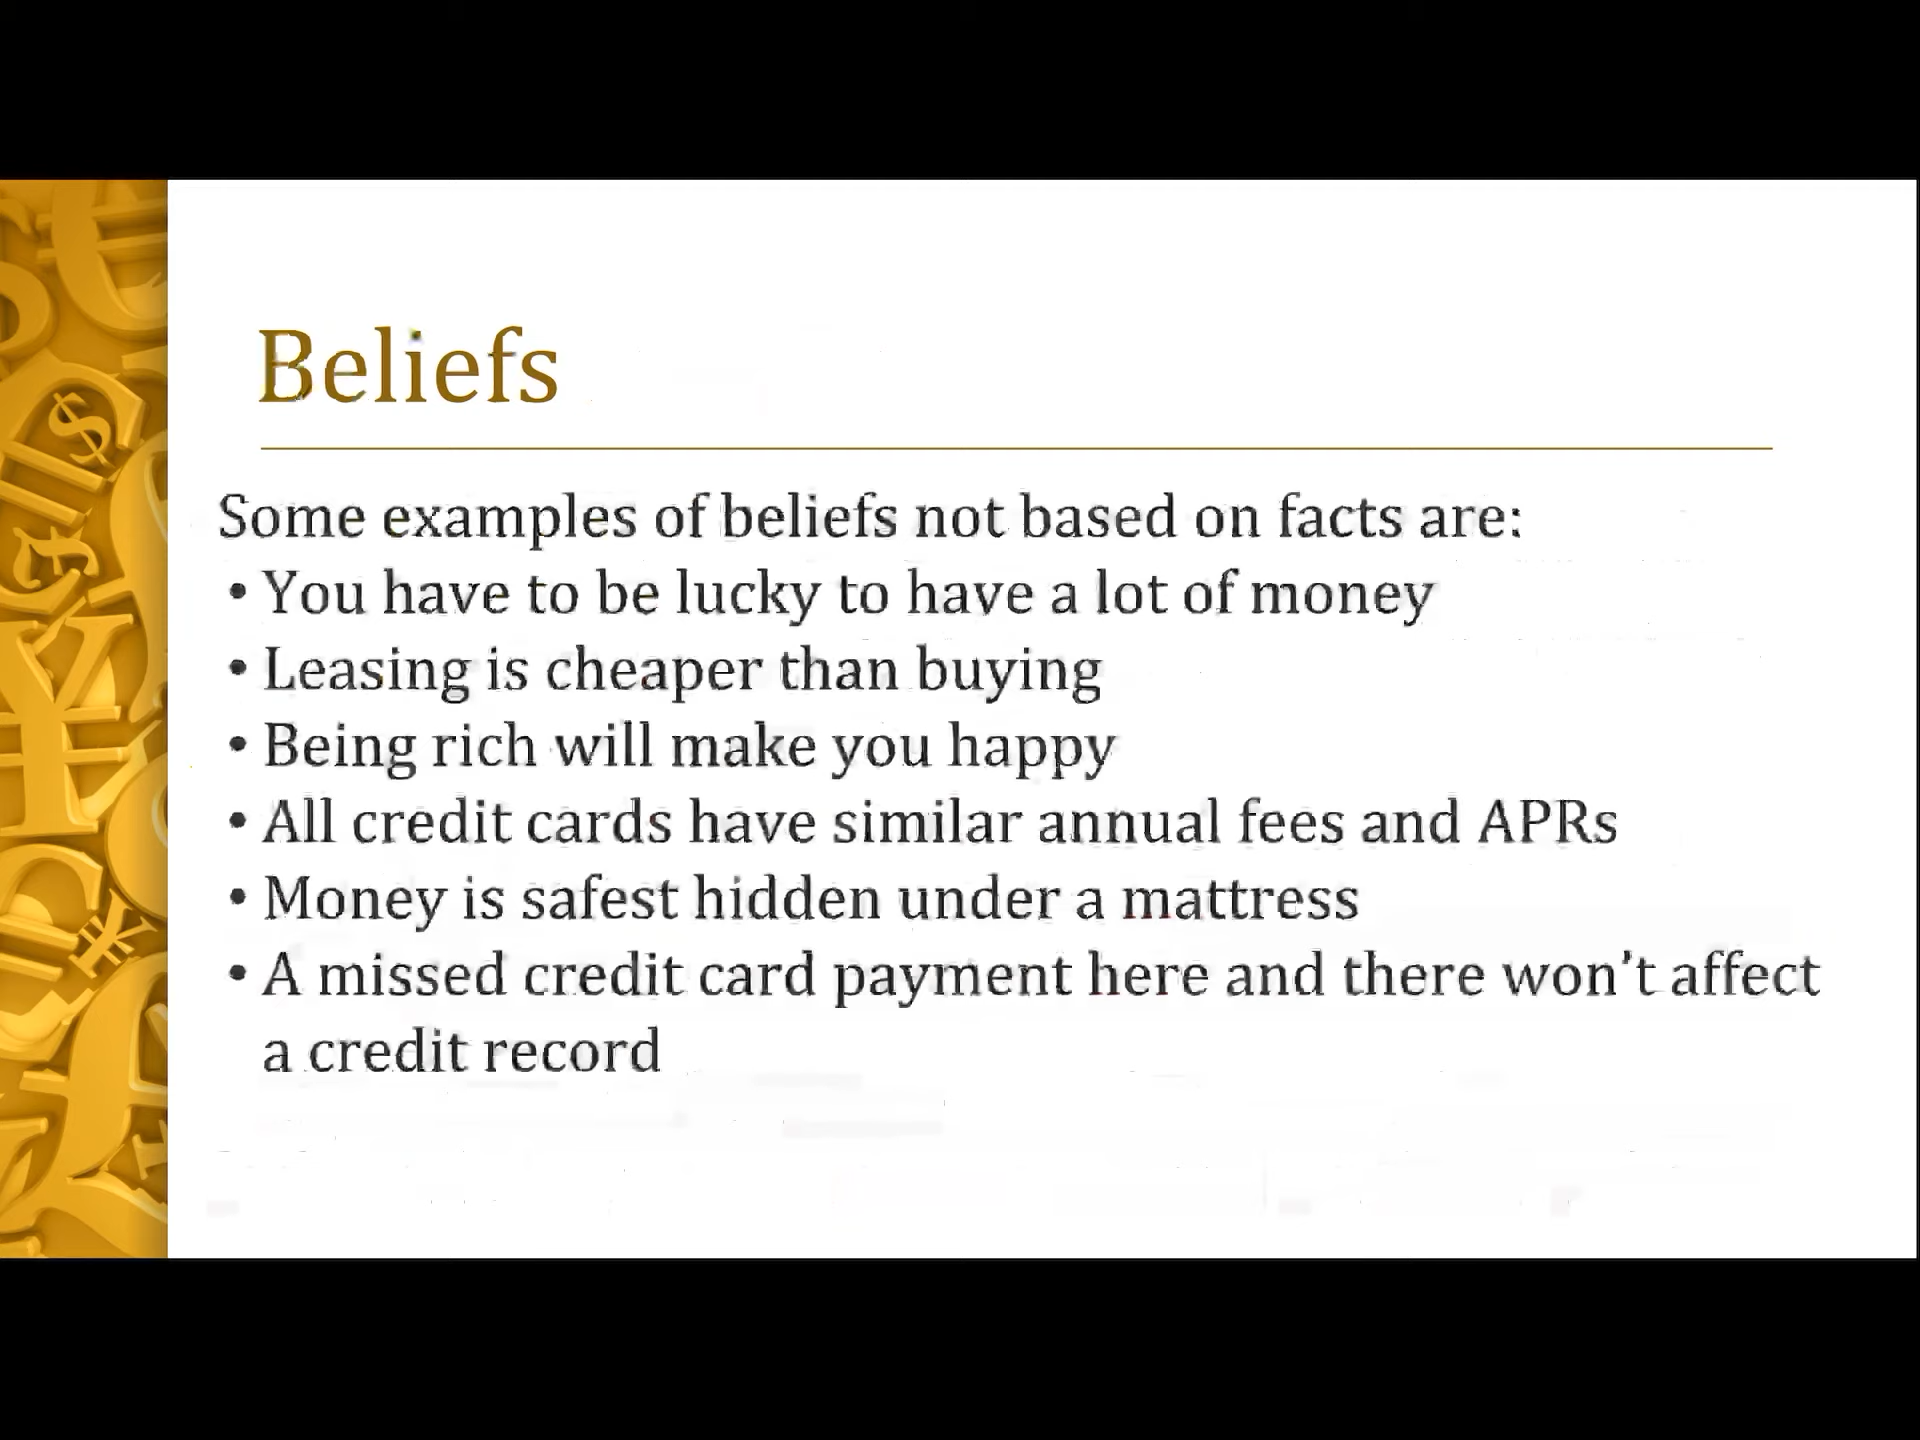 Beliefs
Some examples of beliefs not based on facts are:
• You have to be lucky to have a lot of money
• Leasing is cheaper than buying
• Being rich will make you happy
• All credit cards have similar annual fees and APRs
• Money is safest hidden under a mattress
• A missed credit card payment here and there won't affect
a credit record